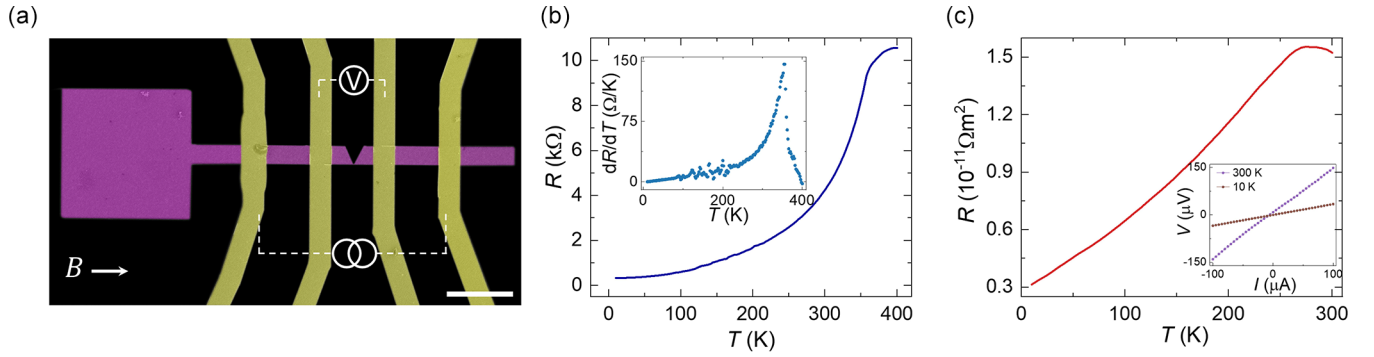 (a)
V
B
(b)
R (kΩ)
10
8
6
4
2
0
0
100
200
300
400
T (K)
dR/dT (Ω/K)
150
75
0
0
200
400
T (K)
(c)
R (10⁻¹¹Ωm²)
1.5
1.2
0.9
0.6
0.3
0
100
200
300
T (K)
V (µV)
150
0
-150
300 K
10 K
-100
0
100
I (µA)